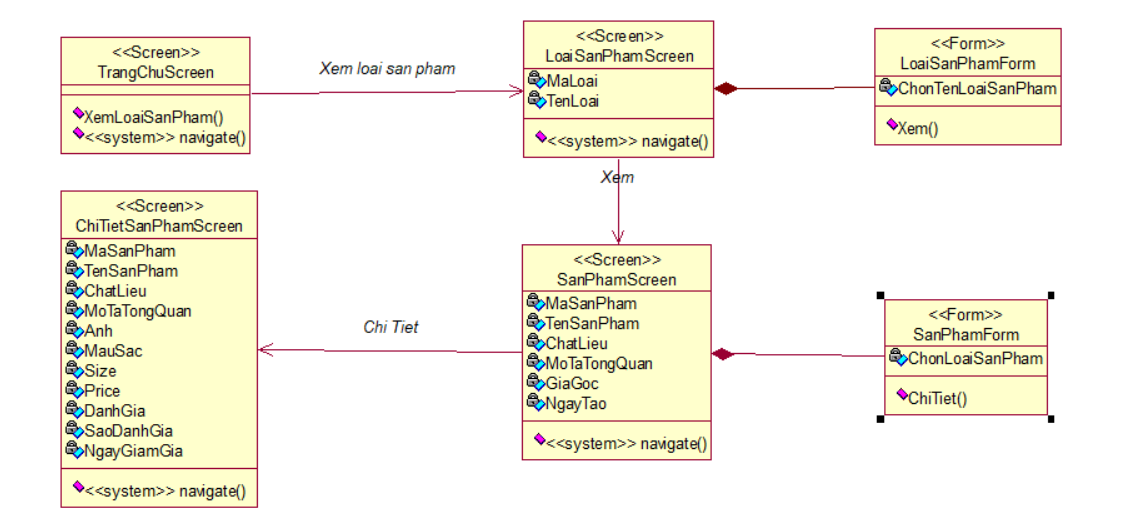 <<Screen>>
TrangChuScreen
XemLoaiSanPham()
<<system>> navigate()
Xem loai san pham
<<Screen>>
LoaiSanPhamScreen
MaLoai
TenLoai
<<system>> navigate()
<<Form>>
LoaiSanPhamForm
ChonTenLoaiSanPham
Xem()
Xem
<<Screen>>
ChiTietSanPhamScreen
MaSanPham
TenSanPham
ChatLieu
MoTaTongQuan
Anh
MauSac
Size
Price
DanhGia
SaoDanhGia
NgayGiamGia
<<system>> navigate()
Chi Tiet
<<Screen>>
SanPhamScreen
MaSanPham
TenSanPham
ChatLieu
MoTaTongQuan
GiaGoc
NgayTao
<<system>> navigate()
<<Form>>
SanPhamForm
ChonLoaiSanPham
ChiTiet()